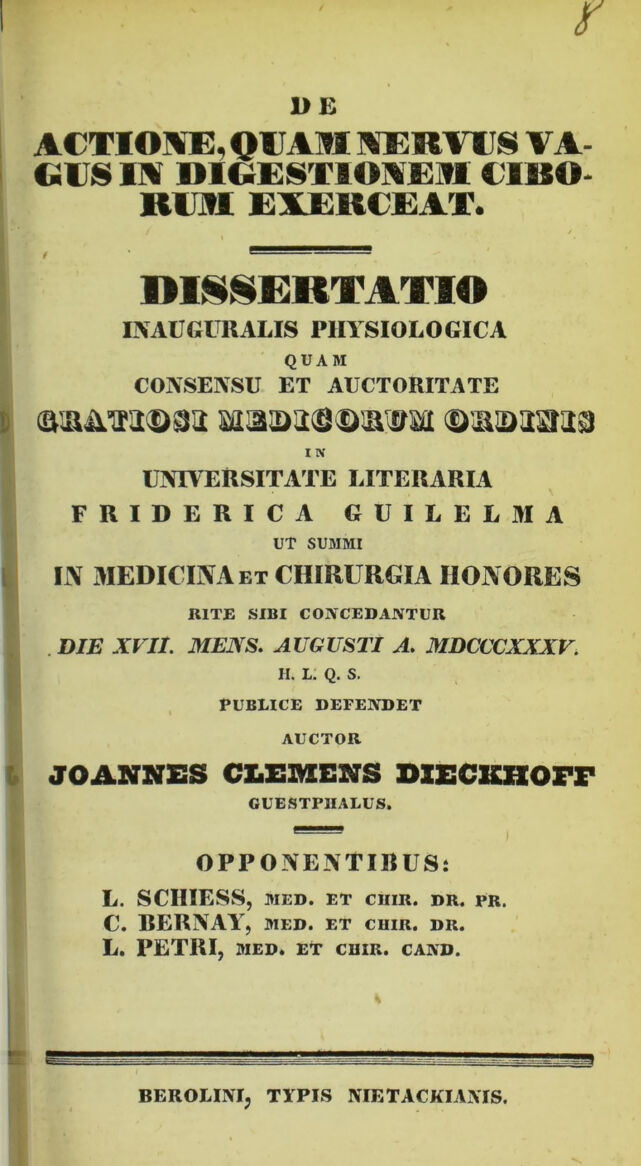 8
DE
ACTIONE, QUAM NERVUS VA-
GUS IN DIGESTIONEM CIBO-
RUM EXERCEAT.
DISSERTATIO
INAUGURALIS PHYSIOLOGICA
QUAM
CONSENSU ET AUCTORITATE
GRATIOSI MEDICORUM ORDINIS
IN
UNIVERSITATE LITERARIA
FRIDERICA GUILELMA
UT SUMMI
IN MEDICINA ET CHIRURGIA HONORES
RITE SIBI CONCEDANTUR
DIE XVII. MENS. AUGUSTI A. MDCCCXXXV.
H. L. Q. S.
PUBLICE DEFENDET
AUCTOR
JOANNES CLEMENS DIECKHOFF
GUESTPHALUS.
OPPONENTIBUS:
L. SCHIESS, MED. ET CHIR. DR. PR.
C. BERNAY, MED. ET CHIR. DR.
L. PETRI, MED. ET CHIR. CAND.
BEROLINI, TYPIS NIETACKIANIS.